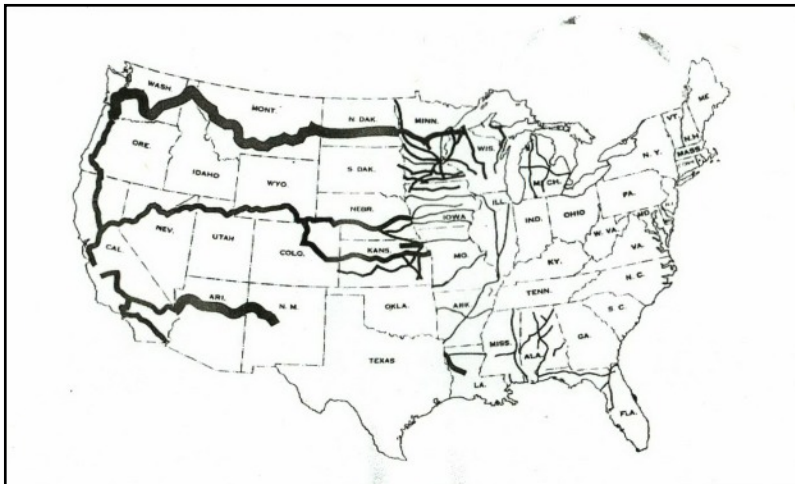 WASH.
MONT.
N DAK.
MINN.
ORE.
IDAHO
WYO.
S DAK.
WIS.
MICH.
ME
VT.
N.H
MASS.
N. Y.
NEBR.
IOWA
ILL
IND.
OHIO
PA.
NEV.
UTAH
COLO.
KANS.
MO.
KY.
W. VA.
VA.
MD.
CAL.
ARI.
N. M.
OKLA.
ARK.
TENN.
N. C.
S C.
TEXAS
LA.
MISS.
ALA.
GA.
FLA.